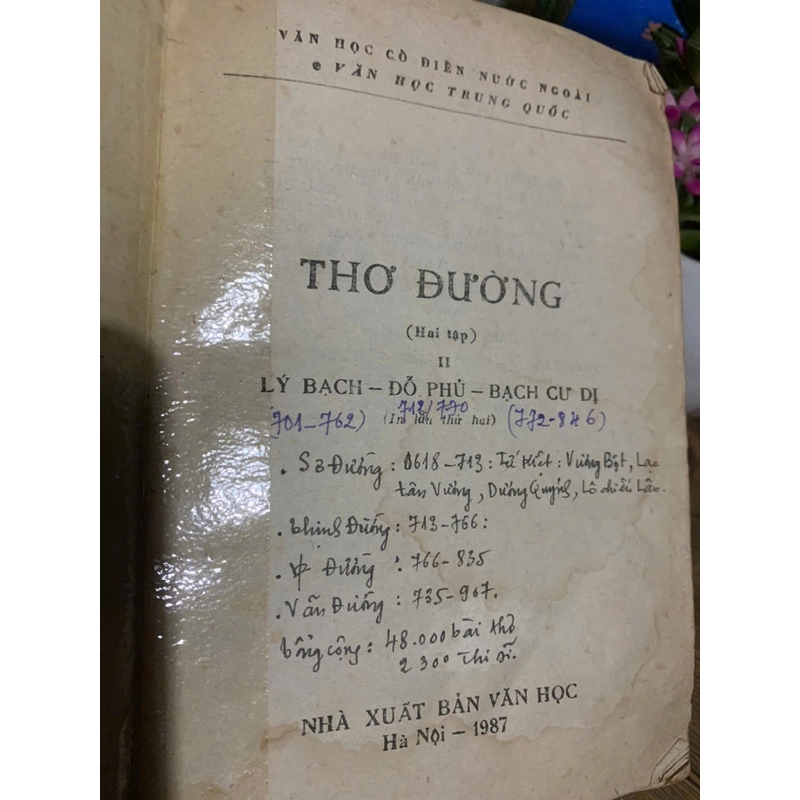 VĂN HỌC CỔ ĐIỂN NƯỚC NGOÀI
● VĂN HỌC TRUNG QUỐC
THƠ ĐƯỜNG
(Hai tập)
II
LÝ BẠCH – ĐỖ PHỦ – BẠCH CƯ DỊ
(701-762) 712/770 (772-846)
(In lần thứ hai)
. Sơ Đường : 0618-713 : Tứ kiệt : Vương Bột, Lạc
tân Vương, Dương Quýnh, Lô chiếu Lân.
. thịnh Đường : 713-766 :
. Đường : 766-835
. Vãn Đường : 735-907.
tổng cộng : 48.000 bài thơ
2300 thi sĩ.
NHÀ XUẤT BẢN VĂN HỌC
Hà Nội – 1987